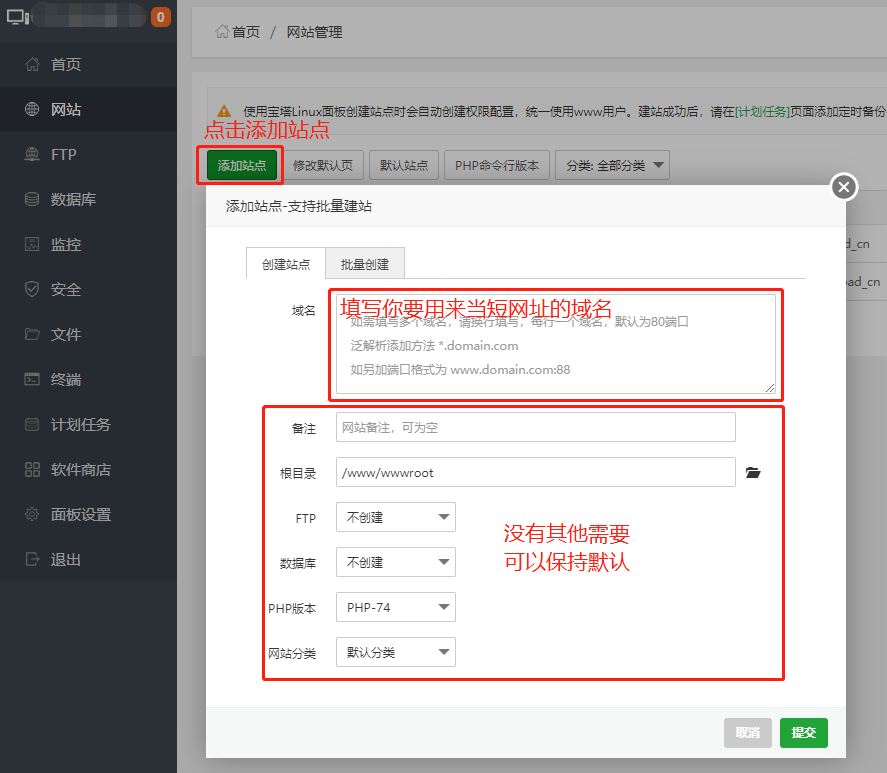 0
首页
网站
FTP
数据库
监控
安全
文件
终端
计划任务
软件商店
面板设置
退出
首页 / 网站管理
使用宝塔Linux面板创建站点时会自动创建权限配置，统一使用www用户。建站成功后，请在[计划任务]页面添加定时备份
点击添加站点
添加站点 修改默认页 默认站点 PHP命令行版本 分类: 全部分类
d_cn
oad_cn
添加站点-支持批量建站
创建站点 批量创建
域名
填写你要用来当短网址的域名
如需填写多个域名，请换行填写，每行一个域名，默认为80端口
泛解析添加方法 *.domain.com
如另加端口格式为 www.domain.com:88
备注 网站备注，可为空
根目录 /www/wwwroot
FTP 不创建
没有其他需要
可以保持默认
数据库 不创建
PHP版本 PHP-74
网站分类 默认分类
取消 提交